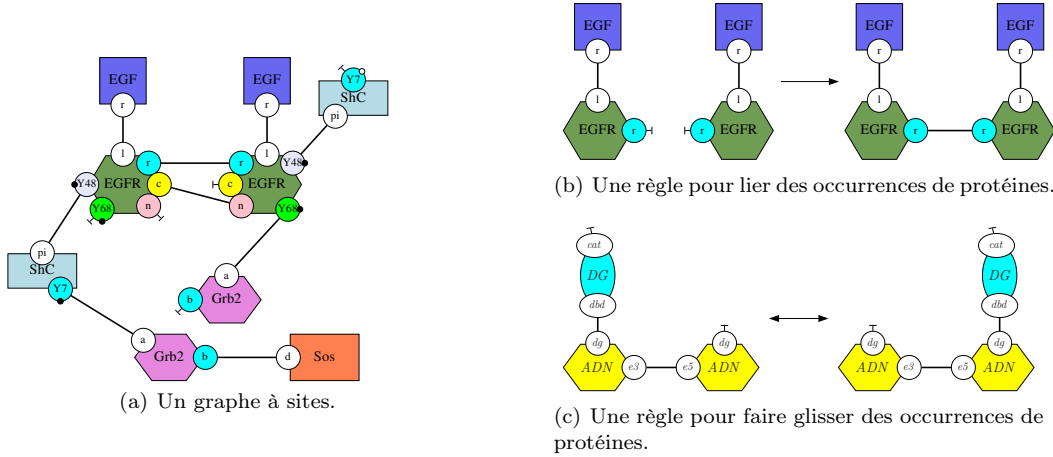 EGF
EGF
Y7
ShC
r
r
pi
l
l
r
r
Y48
Y48
EGFR
c
c
EGFR
Y68
n
n
Y68
pi
ShC
a
Y7
b
Grb2
a
Grb2
b
d
Sos
(a) Un graphe à sites.
EGF
EGF
EGF
EGF
r
r
r
r
l
l
l
l
EGFR
r
r
EGFR
EGFR
r
r
EGFR
(b) Une règle pour lier des occurrences de protéines.
cat
cat
DG
DG
dbd
dbd
dg
dg
dg
dg
ADN
e3
e5
ADN
ADN
e3
e5
ADN
(c) Une règle pour faire glisser des occurrences de
protéines.